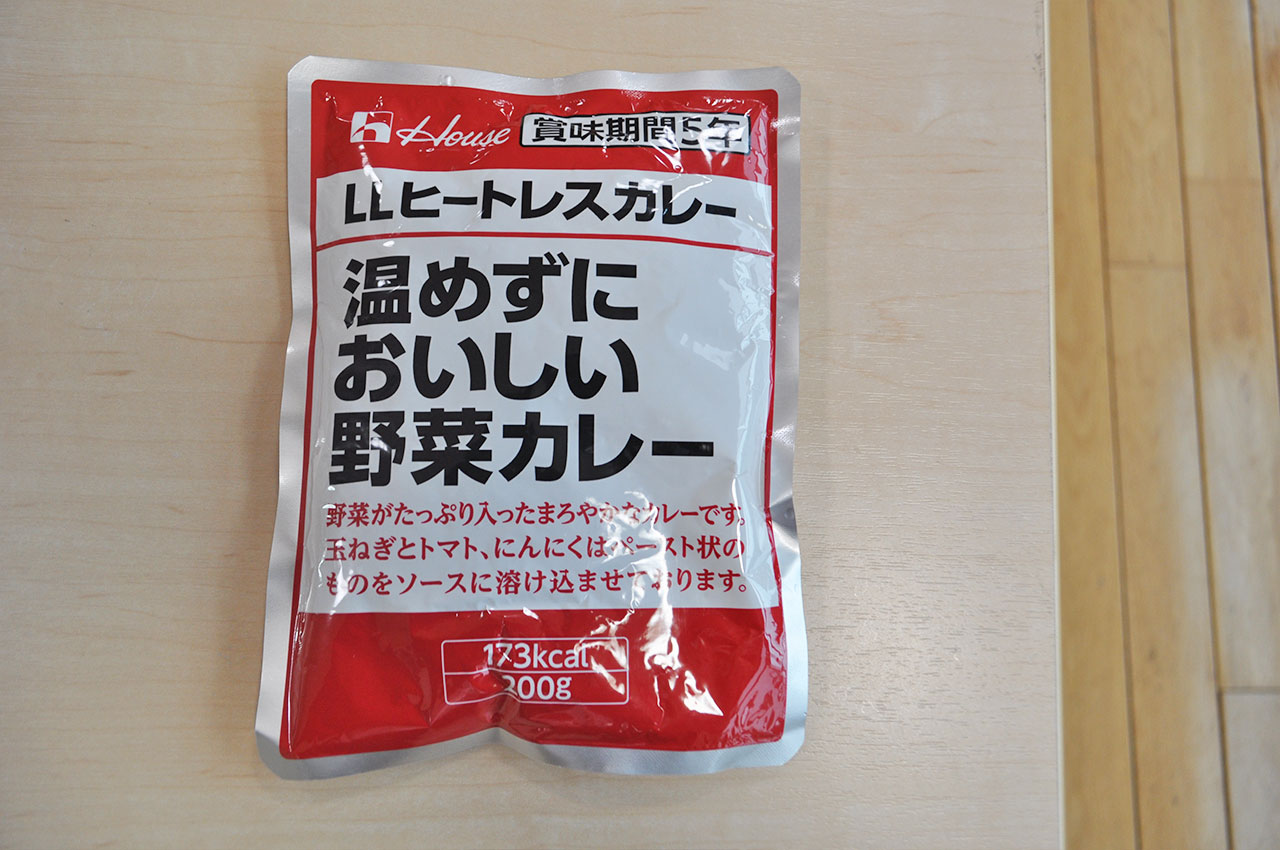 House 賞味期間5年
LLヒートレスカレー
温めずに
おいしい
野菜カレー
野菜がたっぷり入ったまろやかなカレーです。
玉ねぎとトマト、にんにくはペースト状の
ものをソースに溶け込ませております。
173kcal
200g